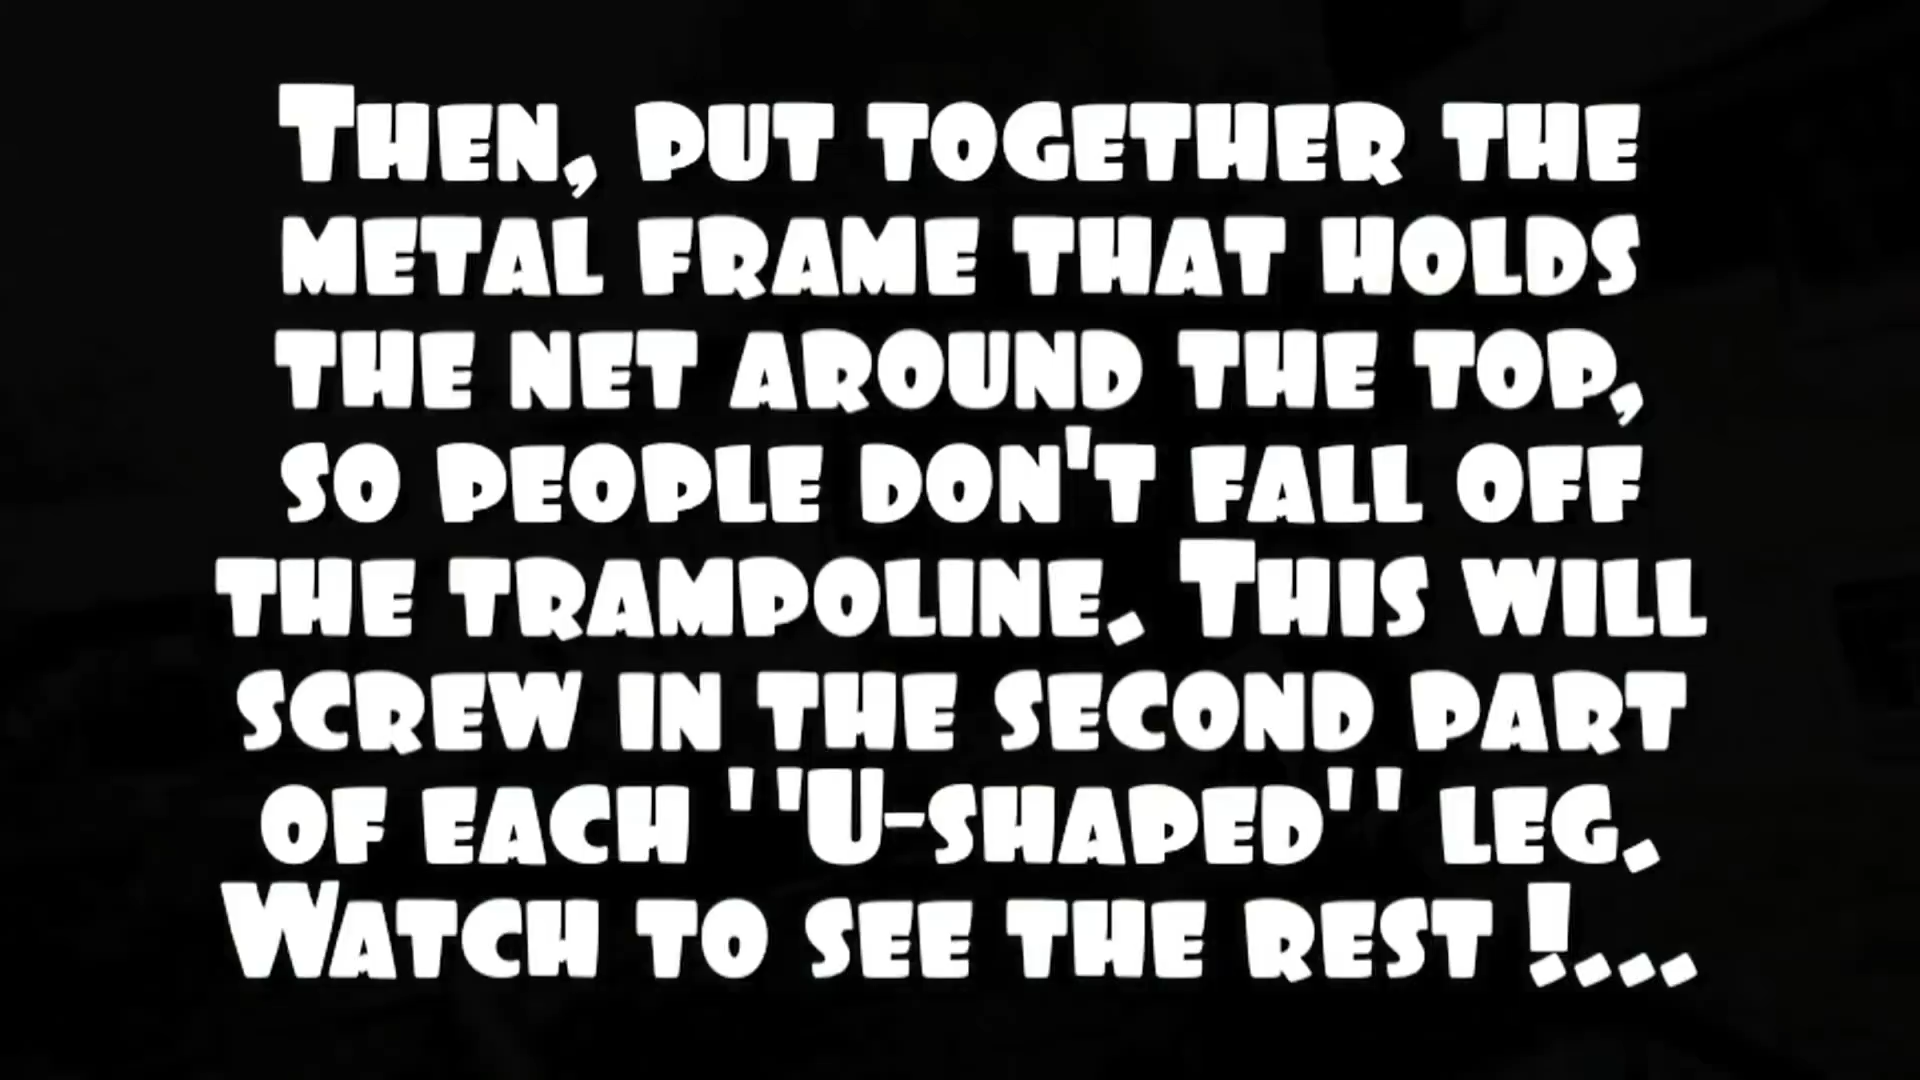 Then, put together the
metal frame that holds
the net around the top,
so people don't fall off
the trampoline. This will
screw in the second part
of each ''U-shaped'' leg.
Watch to see the rest !...